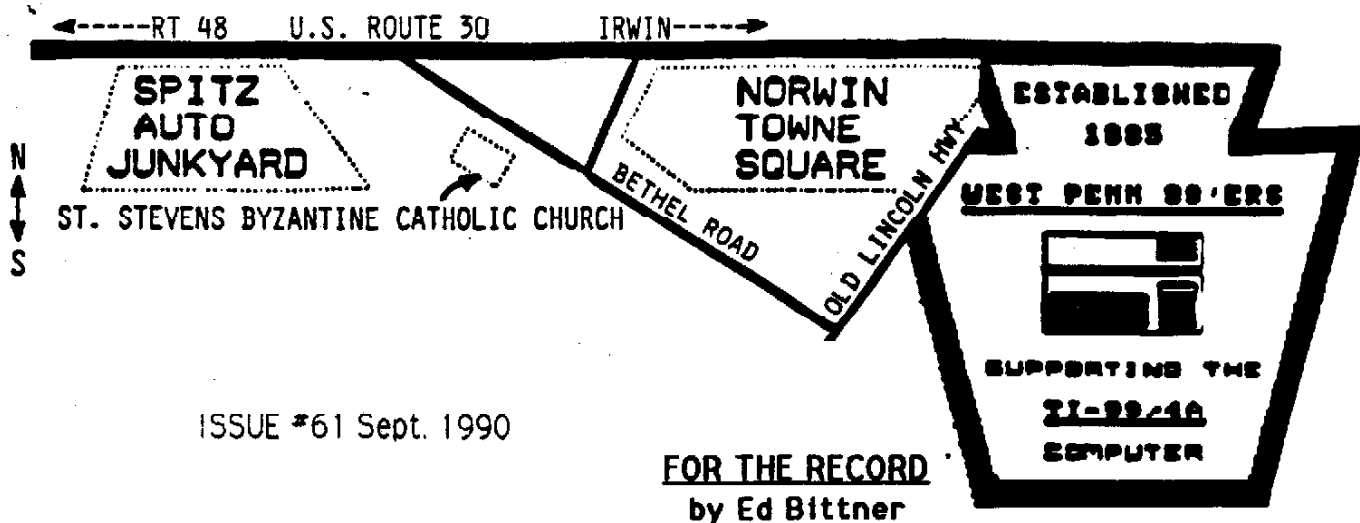 <-----RT 48 U.S. ROUTE 30 IRWIN---->
SPITZ
AUTO
JUNKYARD
NORWIN
TOWNE
SQUARE
N
S
ST. STEVENS BYZANTINE CATHOLIC CHURCH
BETHEL ROAD
OLD LINCOLN HWY
ESTABLISHED
1985
WEST PENN 99'ERS
SUPPORTING THE
TI-99/4A
COMPUTER
ISSUE #61 Sept. 1990
FOR THE RECORD
by Ed Bittner